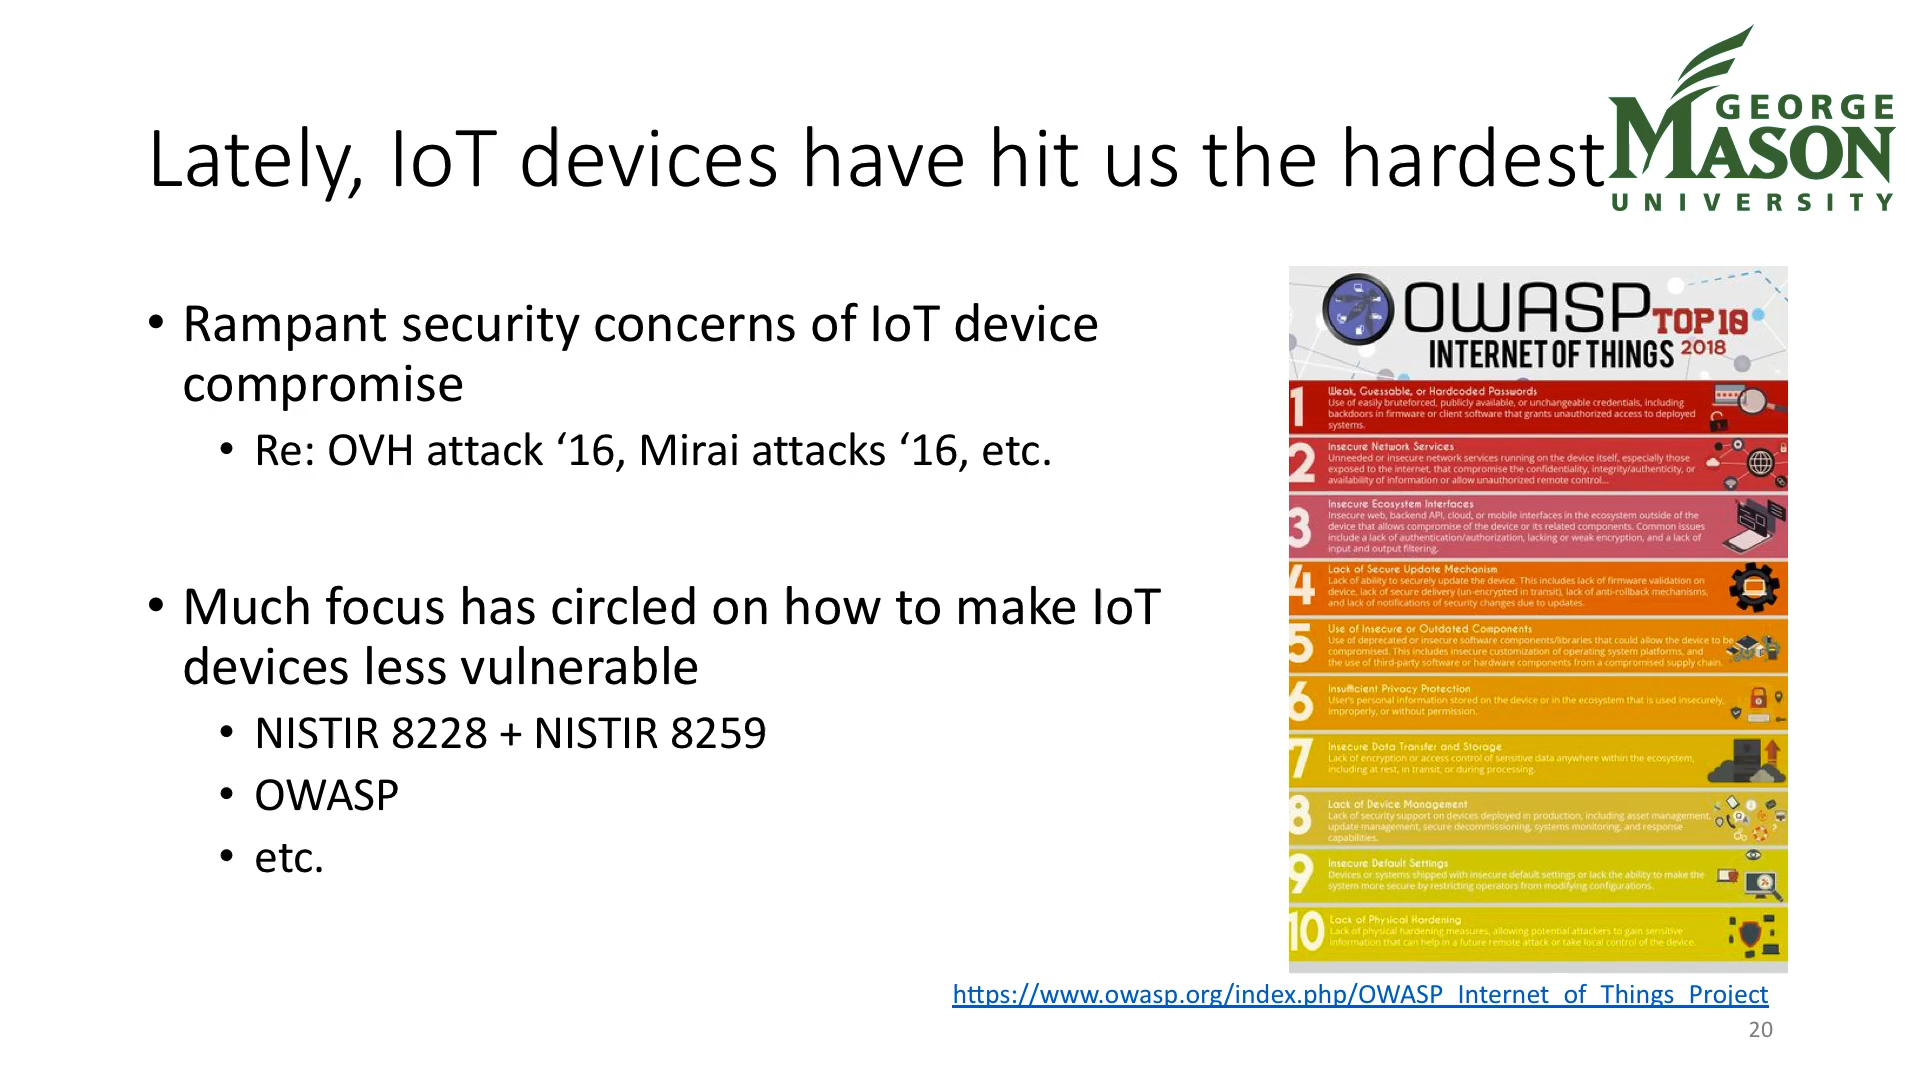 GEORGE
MASON
UNIVERSITY
Lately, IoT devices have hit us the hardest
• Rampant security concerns of IoT device
compromise
• Re: OVH attack ‘16, Mirai attacks ‘16, etc.
• Much focus has circled on how to make IoT
devices less vulnerable
• NISTIR 8228 + NISTIR 8259
• OWASP
• etc.
OWASP TOP 10
INTERNET OF THINGS 2018
1 Weak, Guessable, or Hardcoded Passwords
Use of easily bruteforced, publicly available, or unchangeable credentials, including
backdoors in firmware or client software that grants unauthorized access to deployed
systems.
2 Insecure Network Services
Unneeded or insecure network services running on the device itself, especially those
exposed to the internet, that compromise the confidentiality, integrity/authenticity, or
availability of information or allow unauthorized remote control...
3 Insecure Ecosystem Interfaces
Insecure web, backend API, cloud, or mobile interfaces in the ecosystem outside of the
device that allows compromise of the device or its related components. Common issues
include a lack of authentication/authorization, lacking or weak encryption, and a lack of
input and output filtering.
4 Lack of Secure Update Mechanism
Lack of ability to securely update the device. This includes lack of firmware validation on
device, lack of secure delivery (un-encrypted in transit), lack of anti-rollback mechanisms,
and lack of notifications of security changes due to updates.
5 Use of Insecure or Outdated Components
Use of deprecated or insecure software components/libraries that could allow the device to be
compromised. This includes insecure customization of operating system platforms, and
the use of third-party software or hardware components from a compromised supply chain.
6 Insufficient Privacy Protection
User's personal information stored on the device or in the ecosystem that is used insecurely,
improperly, or without permission.
7 Insecure Data Transfer and Storage
Lack of encryption or access control of sensitive data anywhere within the ecosystem,
including at rest, in transit, or during processing.
8 Lack of Device Management
Lack of security support on devices deployed in production, including asset management,
update management, secure decommissioning, systems monitoring, and response
capabilities.
9 Insecure Default Settings
Devices or systems shipped with insecure default settings or lack the ability to make the
system more secure by restricting operators from modifying configurations.
10 Lack of Physical Hardening
Lack of physical hardening measures, allowing potential attackers to gain sensitive
information that can help in a future remote attack or take local control of the device.
https://www.owasp.org/index.php/OWASP_Internet_of_Things_Project
20